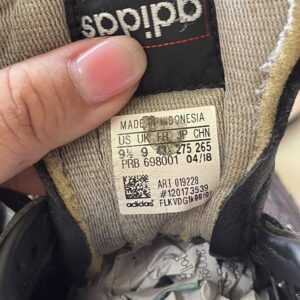 adidas
MADE IN INDONESIA
US UK FR JP CHN
9½ 9 43⅓ 275 265
PRB 698001 04/18
ART 019228
#120173539
adidas